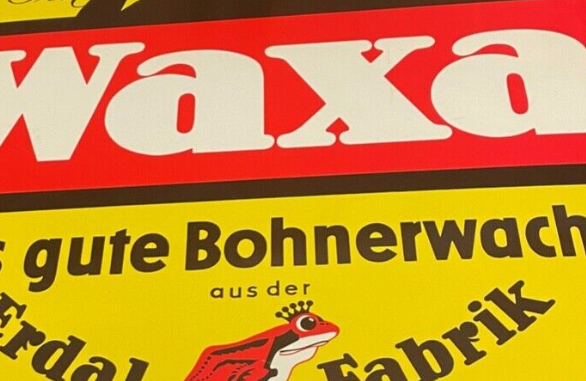 waxa
s gute Bohnerwach
aus der
Erdal Fabrik